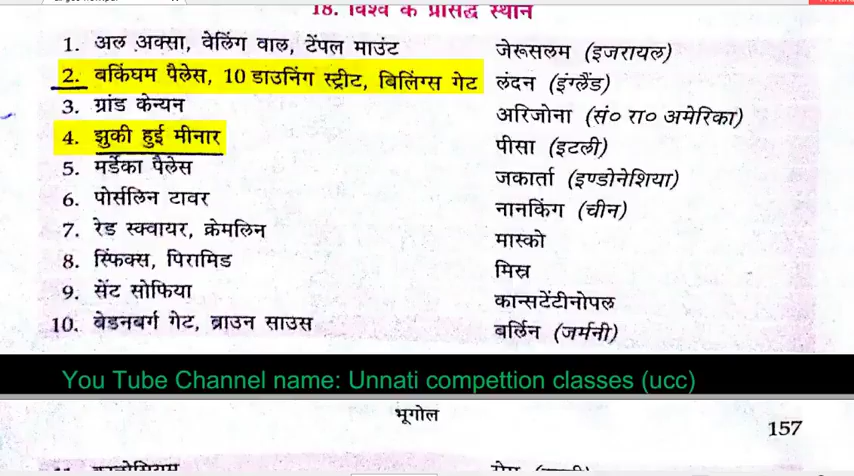 18. विश्व के प्रसिद्ध स्थान
1. अल अक्सा, वेलिंग वाल, टेंपल माउंट जेरूसलम (इजरायल)
2. बकिंघम पैलेस, 10 डाउनिंग स्ट्रीट, बिलिंग्स गेट लंदन (इंग्लैंड)
3. ग्रांड केन्यन अरिजोना (सं० रा० अमेरिका)
4. झुकी हुई मीनार पीसा (इटली)
5. मर्डेका पैलेस जकार्ता (इण्डोनेशिया)
6. पोर्सलिन टावर नानकिंग (चीन)
7. रेड स्क्वायर, क्रेमलिन मास्को
8. स्फिंक्स, पिरामिड मिस्र
9. सेंट सोफिया कान्सटेंटीनोपल
10. बेडनबर्ग गेट, ब्राउन साउस बर्लिन (जर्मनी)
You Tube Channel name: Unnati compettion classes (ucc)
भूगोल 157